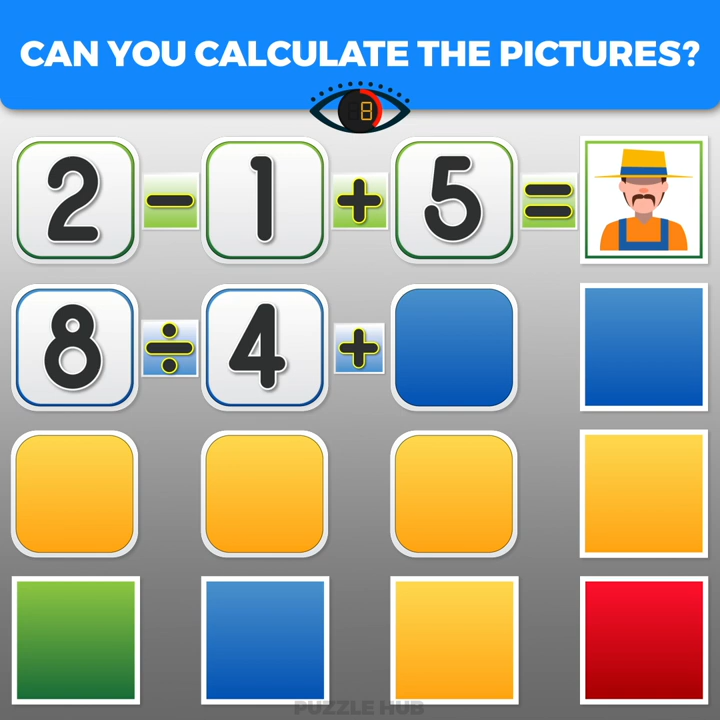 CAN YOU CALCULATE THE PICTURES?
8
2 − 1 + 5 =
8 ÷ 4 +
PUZZLE HUB